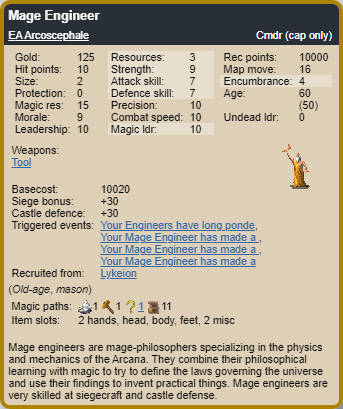 Mage Engineer
EA Arcoscephale Cmdr (cap only)
Gold: 125 Resources: 3 Rec points: 10000
Hit points: 10 Strength: 9 Map move: 16
Size: 2 Attack skill: 7 Encumbrance: 4
Protection: 0 Defence skill: 7 Age: 60
Magic res: 15 Precision: 10 (50)
Morale: 9 Combat speed: 10 Undead ldr: 0
Leadership: 10 Magic ldr: 10
Weapons:
Tool
Basecost: 10020
Siege bonus: +30
Castle defence: +30
Triggered events: Your Engineers have long ponde,
Your Mage Engineer has made a ,
Your Mage Engineer has made a ,
Your Mage Engineer has made a
Recruited from: Lykeion
(Old-age, mason)
Magic paths: 1 1 ?1 11
Item slots: 2 hands, head, body, feet, 2 misc
Mage engineers are mage-philosophers specializing in the physics
and mechanics of the Arcana. They combine their philosophical
learning with magic to try to define the laws governing the universe
and use their findings to invent practical things. Mage engineers are
very skilled at siegecraft and castle defense.